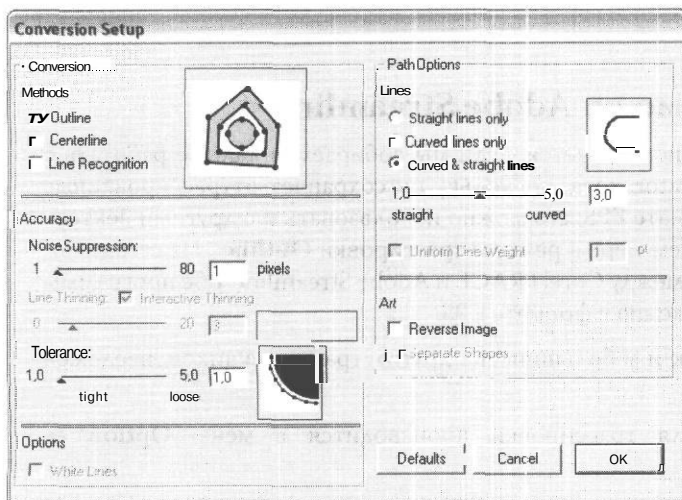 Conversion Setup
Conversion......
Methods
TY Outline
Г Centerline
Line Recognition
Accuracy
Noise Suppression:
1 80 1 pixels
Line Thinning: Interactive Thinning
0 20 3
Tolerance:
1,0 5,0 1,0
tight loose
Options
White Lines
Path Options
Lines
Straight lines only
Curved lines only
Curved & straight lines
1,0 5,0 3,0
straight curved
Uniform Line Weight 1 pt
Art
Reverse Image
j Г Separate Shapes
Defaults Cancel OK